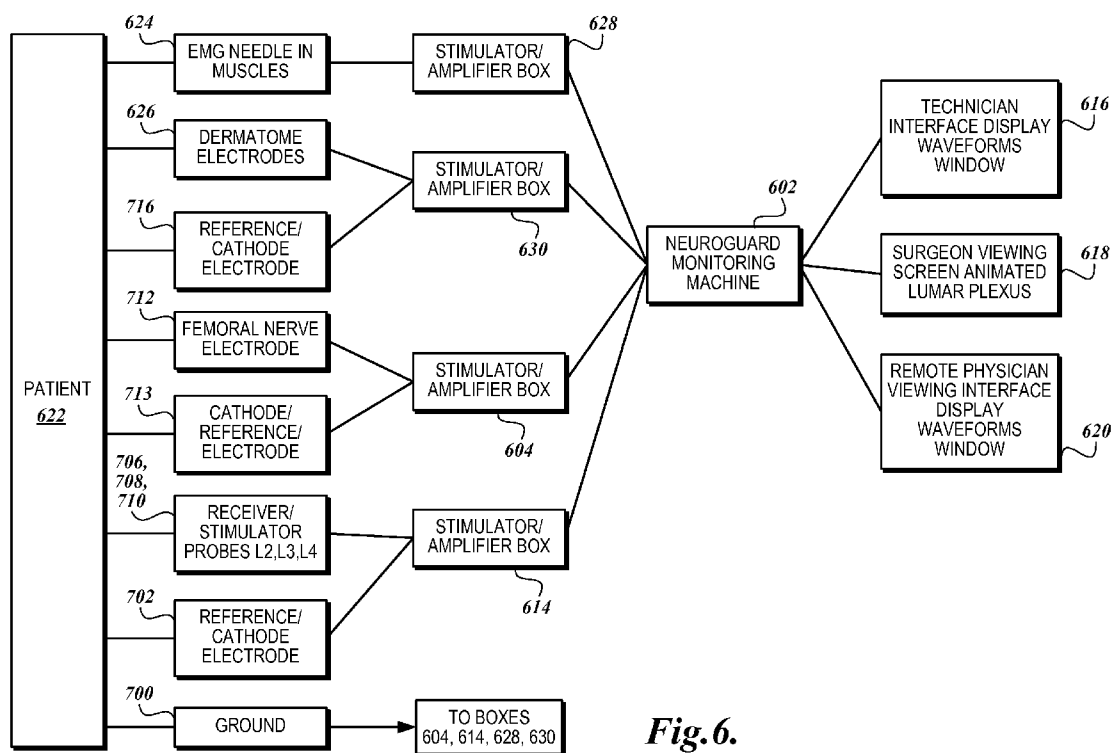 624
EMG NEEDLE IN
MUSCLES
STIMULATOR/
AMPLIFIER BOX
628
626
DERMATOME
ELECTRODES
STIMULATOR/
AMPLIFIER BOX
630
716
REFERENCE/
CATHODE
ELECTRODE
712
FEMORAL NERVE
ELECTRODE
STIMULATOR/
AMPLIFIER BOX
604
713
CATHODE/
REFERENCE/
ELECTRODE
706,
708,
710
RECEIVER/
STIMULATOR
PROBES L2,L3,L4
STIMULATOR/
AMPLIFIER BOX
614
702
REFERENCE/
CATHODE
ELECTRODE
700
GROUND
TO BOXES
604, 614, 628, 630
PATIENT
622
602
NEUROGUARD
MONITORING
MACHINE
TECHNICIAN
INTERFACE DISPLAY
WAVEFORMS
WINDOW
616
SURGEON VIEWING
SCREEN ANIMATED
LUMAR PLEXUS
618
REMOTE PHYSICIAN
VIEWING INTERFACE
DISPLAY
WAVEFORMS
WINDOW
620
Fig.6.